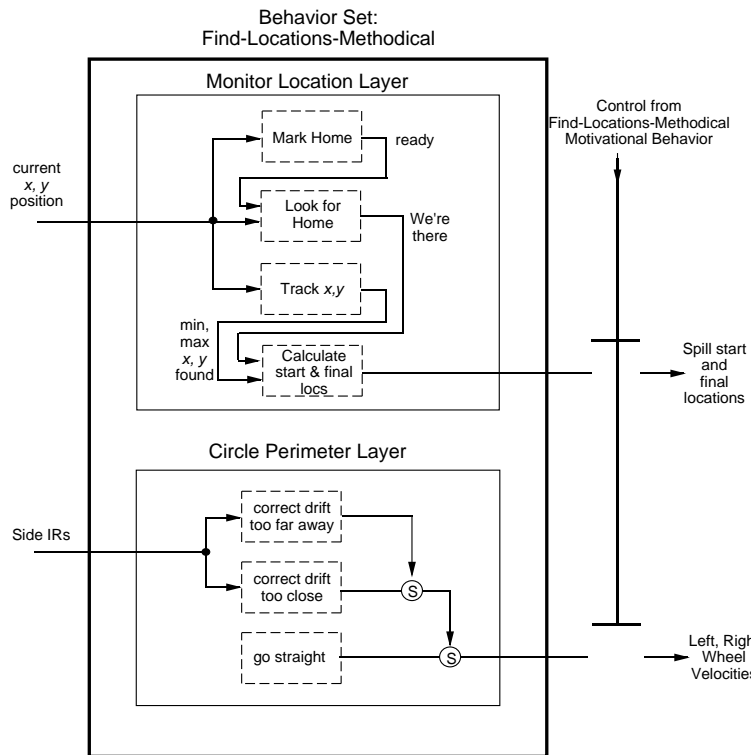 Behavior Set:
Find-Locations-Methodical
Monitor Location Layer
Control from
Find-Locations-Methodical
Motivational Behavior
Mark Home
ready
current
x, y
position
Look for
Home
We're
there
Track x,y
min,
max
x, y
found
Calculate
start & final
locs
Spill start
and
final
locations
Circle Perimeter Layer
Side IRs
correct drift
too far away
S
correct drift
too close
go straight
S
Left, Righ
Wheel
Velocities